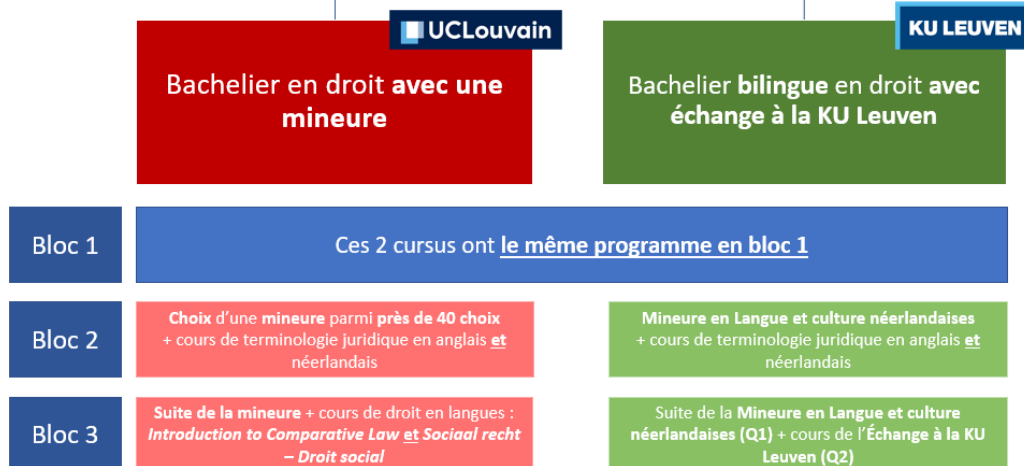 UCLouvain
KU LEUVEN
Bachelier en droit avec une
mineure
Bachelier bilingue en droit avec
échange à la KU Leuven
Bloc 1
Ces 2 cursus ont le même programme en bloc 1
Bloc 2
Choix d'une mineure parmi près de 40 choix
+ cours de terminologie juridique en anglais et
néerlandais
Mineure en Langue et culture néerlandaises
+ cours de terminologie juridique en anglais et
néerlandais
Bloc 3
Suite de la mineure + cours de droit en langues :
Introduction to Comparative Law et Sociaal recht
– Droit social
Suite de la Mineure en Langue et culture
néerlandaises (Q1) + cours de l'Échange à la KU
Leuven (Q2)